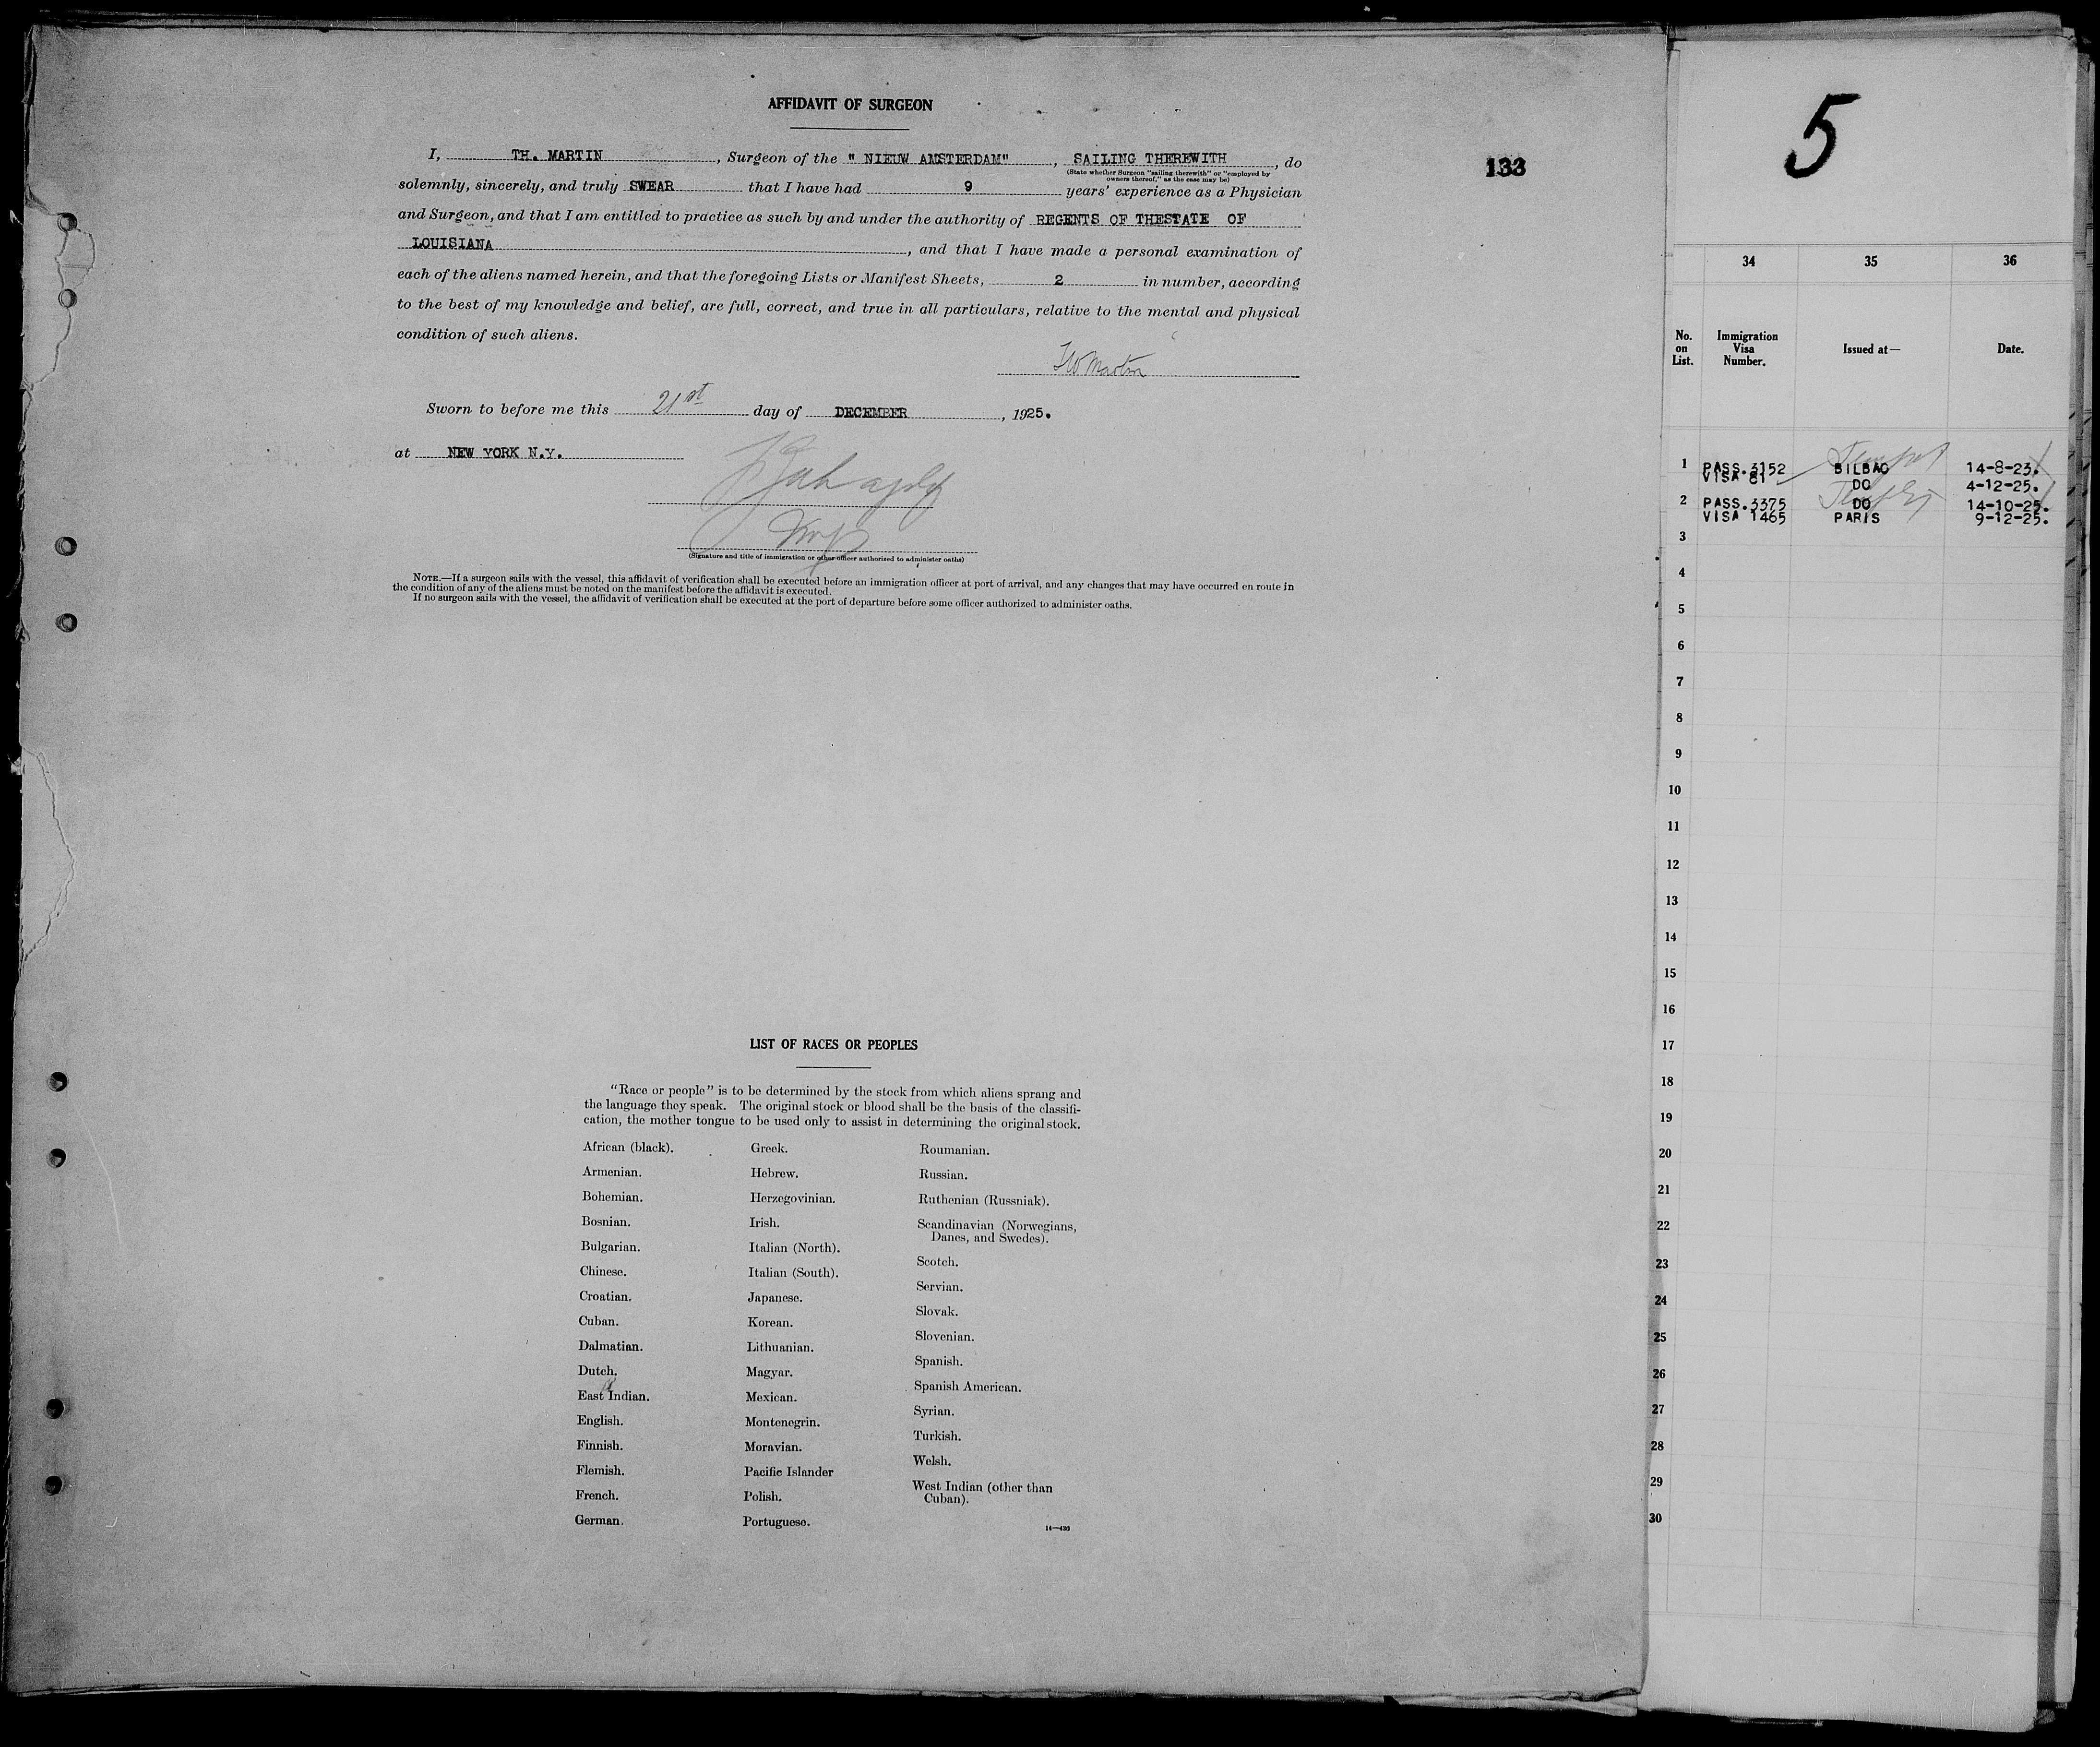 AFFIDAVIT OF SURGEON
I, TH. MARTIN, Surgeon of the " NIEUW AMSTERDAM", SAILING THEREWITH, do
(State whether Surgeon "sailing therewith" or "employed by
owners thereof," as the case may be)
solemnly, sincerely, and truly SWEAR that I have had 9 years' experience as a Physician
and Surgeon, and that I am entitled to practice as such by and under the authority of REGENTS OF THESTATE OF
LOUISIANA, and that I have made a personal examination of
each of the aliens named herein, and that the foregoing Lists or Manifest Sheets, 2 in number, according
to the best of my knowledge and belief, are full, correct, and true in all particulars, relative to the mental and physical
condition of such aliens.
Martin
Sworn to before me this 21st day of DECEMBER, 1925.
at NEW YORK N.Y.
(Signature and title of immigration or other officer authorized to administer oaths)
NOTE.—If a surgeon sails with the vessel, this affidavit of verification shall be executed before an immigration officer at port of arrival, and any changes that may have occurred en route in
the condition of any of the aliens must be noted on the manifest before the affidavit is executed.
If no surgeon sails with the vessel, the affidavit of verification shall be executed at the port of departure before some officer authorized to administer oaths.
133
LIST OF RACES OR PEOPLES
"Race or people" is to be determined by the stock from which aliens sprang and
the language they speak. The original stock or blood shall be the basis of the classifi-
cation, the mother tongue to be used only to assist in determining the original stock.
African (black).
Armenian.
Bohemian.
Bosnian.
Bulgarian.
Chinese.
Croatian.
Cuban.
Dalmatian.
Dutch.
East Indian.
English.
Finnish.
Flemish.
French.
German.
Greek.
Hebrew.
Herzegovinian.
Irish.
Italian (North).
Italian (South).
Japanese.
Korean.
Lithuanian.
Magyar.
Mexican.
Montenegrin.
Moravian.
Pacific Islander
Polish.
Portuguese.
Roumanian.
Russian.
Ruthenian (Russniak).
Scandinavian (Norwegians,
Danes, and Swedes).
Scotch.
Servian.
Slovak.
Slovenian.
Spanish.
Spanish American.
Syrian.
Turkish.
Welsh.
West Indian (other than
Cuban).
14—436
5
34 35 36
No. on List. Immigration Visa Number. Issued at— Date.
1 PASS.3152 BILBAO 14-8-23.
VISA 61 DO 4-12-25.
2 PASS.3375 DO 14-10-25.
VISA 1465 PARIS 9-12-25.
3
4
5
6
7
8
9
10
11
12
13
14
15
16
17
18
19
20
21
22
23
24
25
26
27
28
29
30